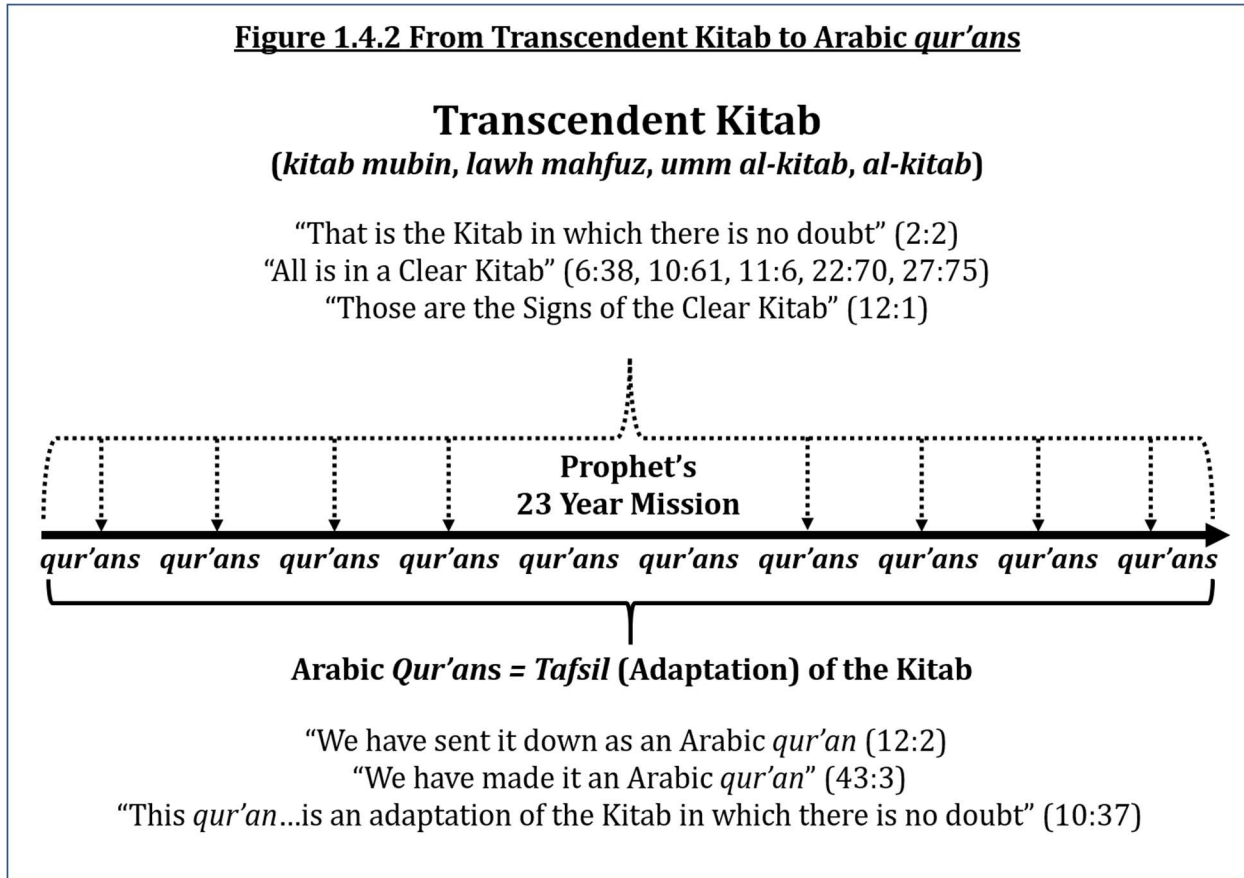 Figure 1.4.2 From Transcendent Kitab to Arabic qur’ans
Transcendent Kitab
(kitab mubin, lawh mahfuz, umm al-kitab, al-kitab)
“That is the Kitab in which there is no doubt” (2:2)
“All is in a Clear Kitab” (6:38, 10:61, 11:6, 22:70, 27:75)
“Those are the Signs of the Clear Kitab” (12:1)
Prophet’s
23 Year Mission
qur’ans qur’ans qur’ans qur’ans qur’ans qur’ans qur’ans qur’ans qur’ans qur’ans
Arabic Qur’ans = Tafsil (Adaptation) of the Kitab
“We have sent it down as an Arabic qur’an (12:2)
“We have made it an Arabic qur’an” (43:3)
“This qur’an…is an adaptation of the Kitab in which there is no doubt” (10:37)